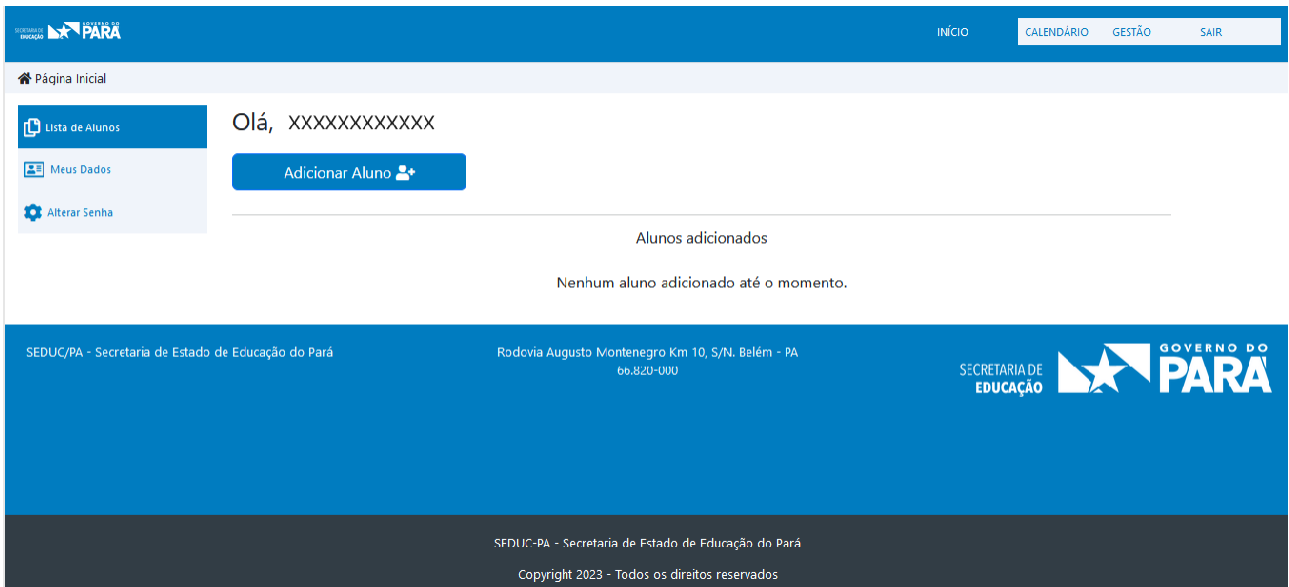 SECRETARIA DE EDUCAÇÃO GOVERNO DO PARÁ
INÍCIO CALENDÁRIO GESTÃO SAIR
Página Inicial
Lista de Alunos
Meus Dados
Alterar Senha
Olá, XXXXXXXXXXXX
Adicionar Aluno
Alunos adicionados
Nenhum aluno adicionado até o momento.
SEDUC/PA - Secretaria de Estado de Educação do Pará
Rodovia Augusto Montenegro Km 10, S/N. Belém - PA
66.820-000
SECRETARIA DE
EDUCAÇÃO
GOVERNO DO
PARÁ
SEDUC-PA - Secretaria de Estado de Educação do Pará
Copyright 2023 - Todos os direitos reservados